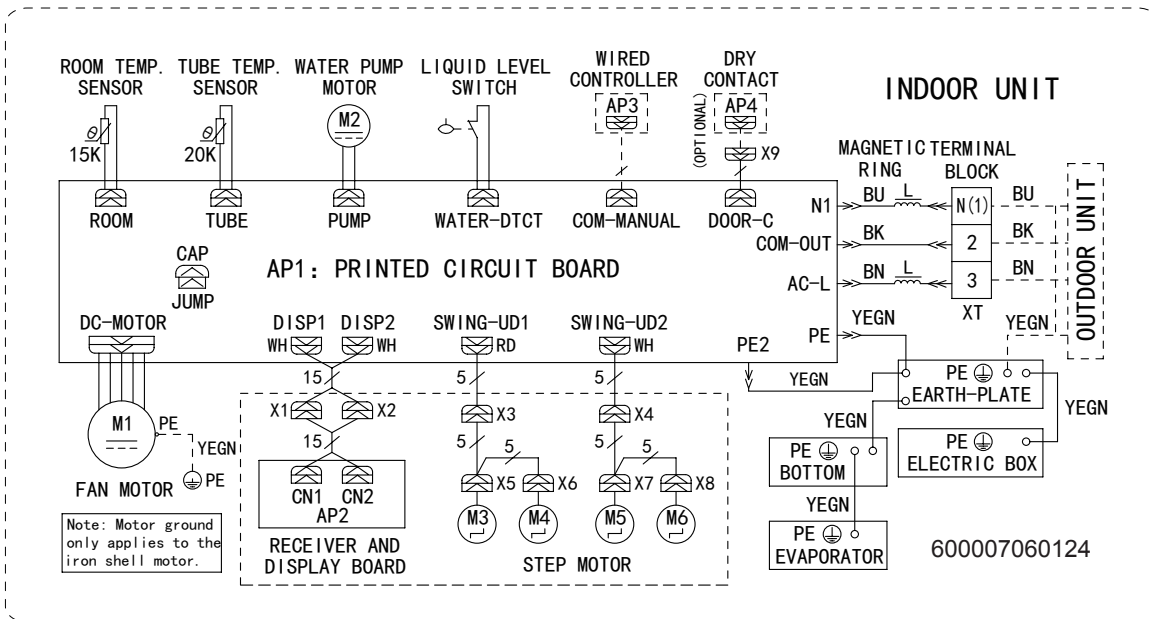 ROOM TEMP. SENSOR
TUBE TEMP. SENSOR
WATER PUMP MOTOR
LIQUID LEVEL SWITCH
WIRED CONTROLLER
DRY CONTACT
INDOOR UNIT
θ
15K
θ
20K
M2
AP3
(OPTIONAL)
AP4
X9
MAGNETIC RING
TERMINAL BLOCK
ROOM
TUBE
PUMP
WATER-DTCT
COM-MANUAL
DOOR-C
N1
BU
L
N(1)
BU
COM-OUT
BK
2
BK
AC-L
BN
L
3
BN
XT
OUTDOOR UNIT
CAP
JUMP
AP1: PRINTED CIRCUIT BOARD
DC-MOTOR
DISP1
DISP2
SWING-UD1
SWING-UD2
WH
WH
RD
WH
PE2
PE
YEGN
YEGN
15
5
5
YEGN
PE
EARTH-PLATE
X1
X2
X3
X4
YEGN
YEGN
M1
PE
YEGN
PE
FAN MOTOR
15
5
5
5
5
PE
BOTTOM
PE
ELECTRIC BOX
CN1
CN2
AP2
X5
X6
X7
X8
YEGN
M3
M4
M5
M6
PE
EVAPORATOR
Note: Motor ground
only applies to the
iron shell motor.
RECEIVER AND
DISPLAY BOARD
STEP MOTOR
600007060124